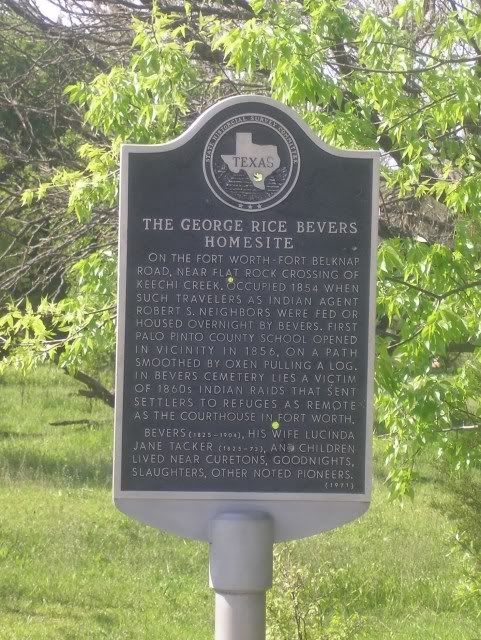 STATE HISTORICAL SURVEY COMMITTEE
TEXAS
THE GEORGE RICE BEVERS
HOMESITE
ON THE FORT WORTH-FORT BELKNAP
ROAD, NEAR FLAT ROCK CROSSING OF
KEECHI CREEK. OCCUPIED 1854 WHEN
SUCH TRAVELERS AS INDIAN AGENT
ROBERT S. NEIGHBORS WERE FED OR
HOUSED OVERNIGHT BY BEVERS. FIRST
PALO PINTO COUNTY SCHOOL OPENED
IN VICINITY IN 1856, ON A PATH
SMOOTHED BY OXEN PULLING A LOG.
IN BEVERS CEMETERY LIES A VICTIM
OF 1860s INDIAN RAIDS THAT SENT
SETTLERS TO REFUGES AS REMOTE
AS THE COURTHOUSE IN FORT WORTH.
BEVERS (1825-1904), HIS WIFE LUCINDA
JANE TACKER (1825-73), AND CHILDREN
LIVED NEAR CURETONS, GOODNIGHTS,
SLAUGHTERS, OTHER NOTED PIONEERS.
(1971)